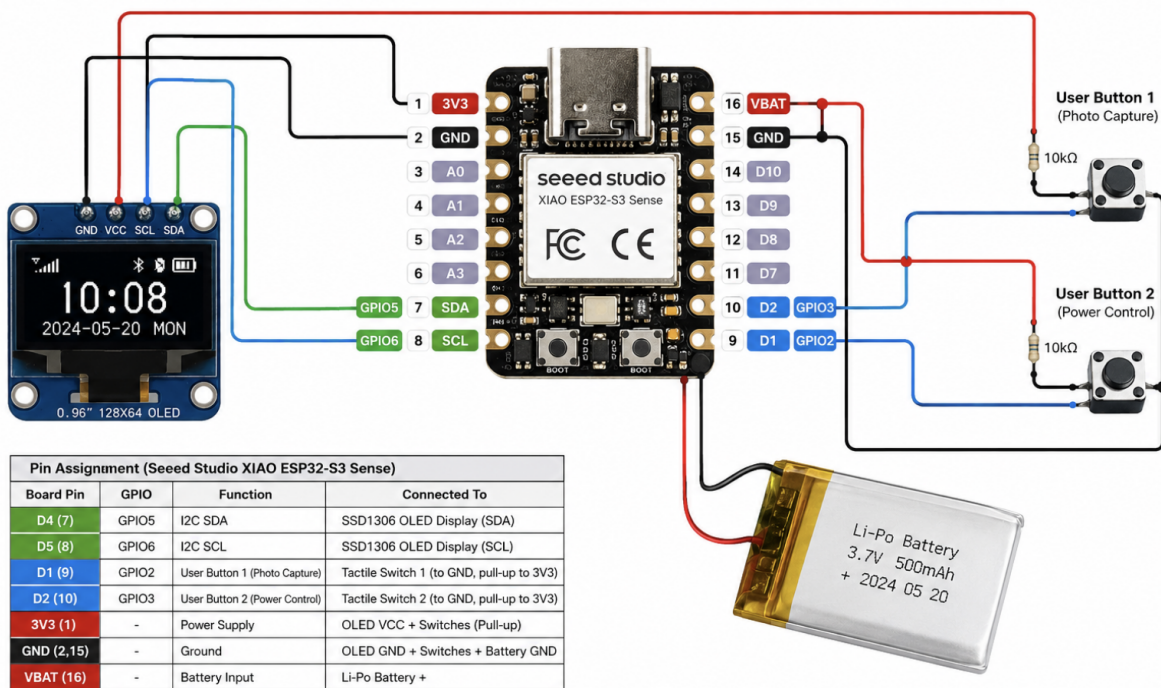 1 3V3
2 GND
3 A0
4 A1
5 A2
6 A3
GPIO5 7 SDA
GPIO6 8 SCL
16 VBAT
15 GND
14 D10
13 D9
12 D8
11 D7
10 D2 GPIO3
9 D1 GPIO2
seeed studio
XIAO ESP32-S3 Sense
FC CE
BOOT BOOT
User Button 1
(Photo Capture)
10kΩ
User Button 2
(Power Control)
10kΩ
GND VCC SCL SDA
10:08
2024-05-20 MON
0.96" 128X64 OLED
Li-Po Battery
3.7V 500mAh
+ 2024 05 20
Pin Assignment (Seeed Studio XIAO ESP32-S3 Sense)
Board Pin GPIO Function Connected To
D4 (7) GPIO5 I2C SDA SSD1306 OLED Display (SDA)
D5 (8) GPIO6 I2C SCL SSD1306 OLED Display (SCL)
D1 (9) GPIO2 User Button 1 (Photo Capture) Tactile Switch 1 (to GND, pull-up to 3V3)
D2 (10) GPIO3 User Button 2 (Power Control) Tactile Switch 2 (to GND, pull-up to 3V3)
3V3 (1) - Power Supply OLED VCC + Switches (Pull-up)
GND (2,15) - Ground OLED GND + Switches + Battery GND
VBAT (16) - Battery Input Li-Po Battery +